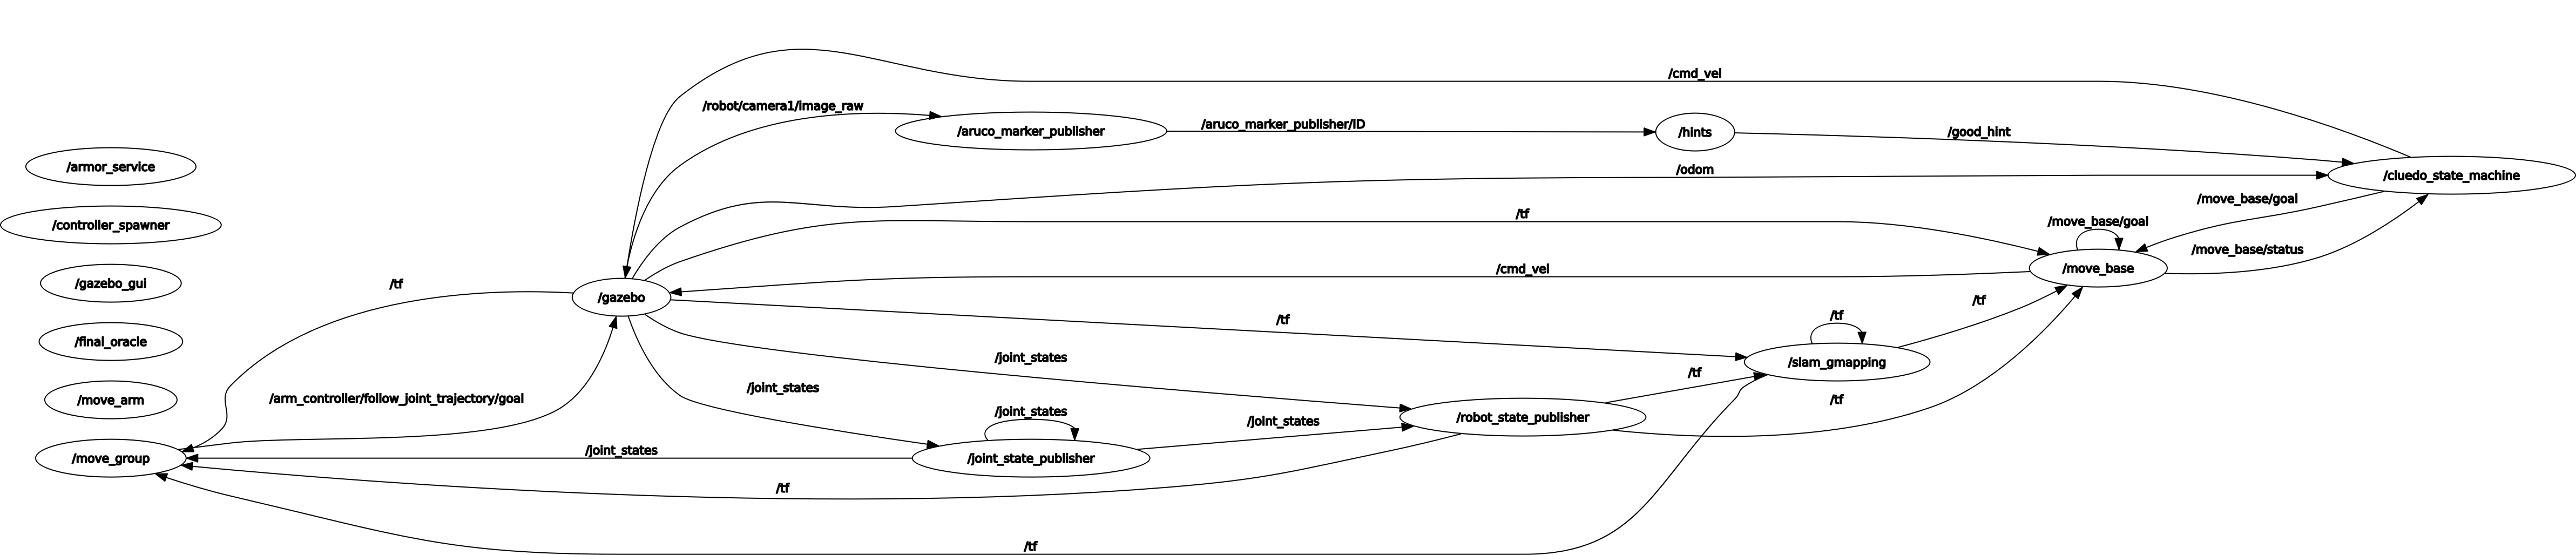 /cmd_vel
/robot/camera1/image_raw
/aruco_marker_publisher
/aruco_marker_publisher/ID
/hints
/good_hint
/armor_service
/odom
/cluedo_state_machine
/controller_spawner
/tf
/move_base/goal
/move_base/goal
/move_base/status
/gazebo_gui
/tf
/gazebo
/cmd_vel
/move_base
/tf
/tf
/tf
/final_oracle
/joint_states
/slam_gmapping
/move_arm
/arm_controller/follow_joint_trajectory/goal
/joint_states
/tf
/tf
/joint_states
/joint_states
/robot_state_publisher
/move_group
/joint_states
/joint_state_publisher
/tf
/tf